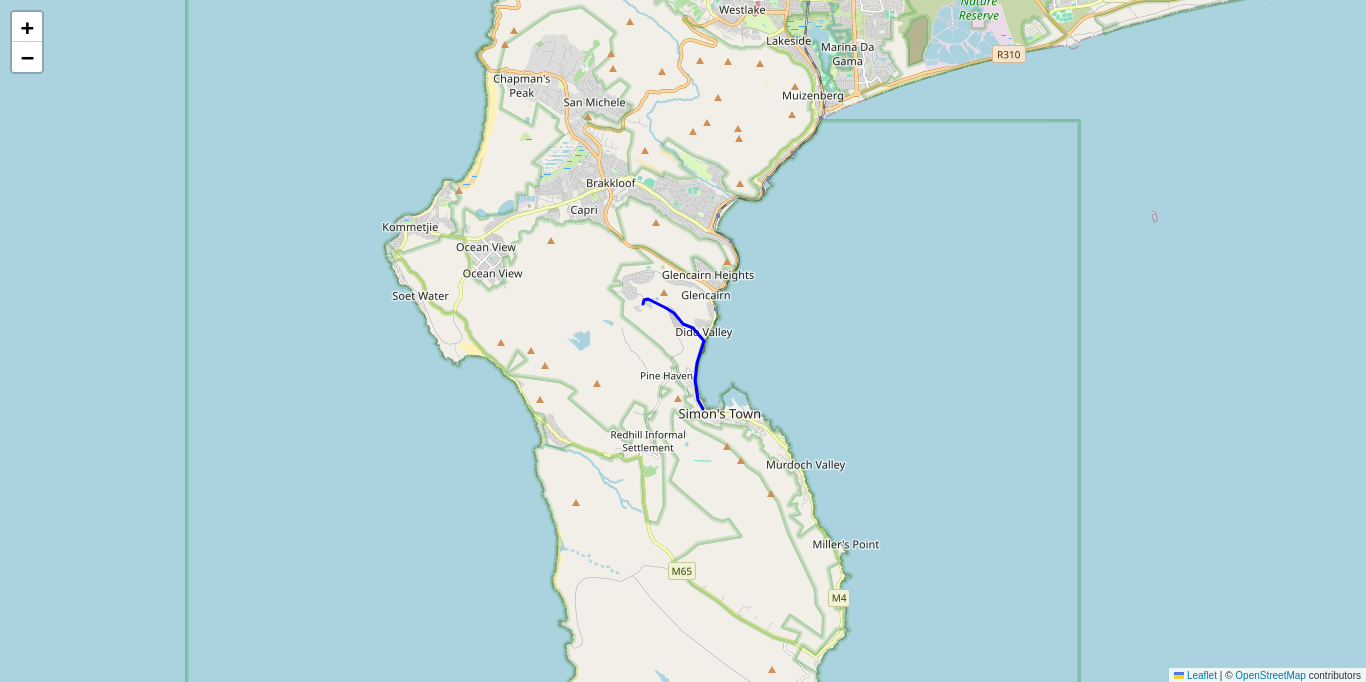 +
−
Westlake
Nature
Reserve
Lakeside
Marina Da
Gama
R310
Chapman's
Peak
San Michele
Muizenberg
Brakkloof
Capri
Kommetjie
Ocean View
Ocean View
Glencairn Heights
Soet Water
Glencairn
Dido Valley
Pine Haven
Simon's Town
Redhill Informal
Settlement
Murdoch Valley
Miller's Point
M65
M4
Leaflet | © OpenStreetMap contributors